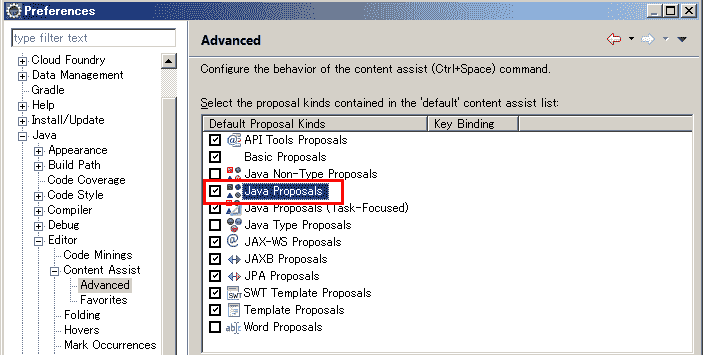 Preferences
type filter text
Cloud Foundry
Data Management
Gradle
Help
Install/Update
Java
Appearance
Build Path
Code Coverage
Code Style
Compiler
Debug
Editor
Code Minings
Content Assist
Advanced
Favorites
Folding
Hovers
Mark Occurrences
Advanced
Configure the behavior of the content assist (Ctrl+Space) command.
Select the proposal kinds contained in the 'default' content assist list:
Default Proposal Kinds Key Binding
API Tools Proposals
Basic Proposals
Java Non-Type Proposals
Java Proposals
Java Proposals (Task-Focused)
Java Type Proposals
JAX-WS Proposals
JAXB Proposals
JPA Proposals
SWT Template Proposals
Template Proposals
Word Proposals